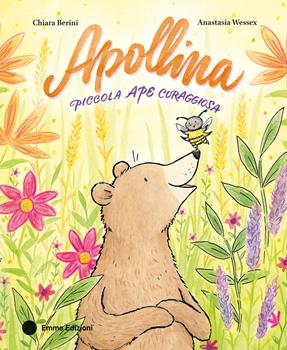 Chiara Berini
Anastasia Wessex
Apollina
PICCOLA APE CORAGGIOSA
Emme Edizioni